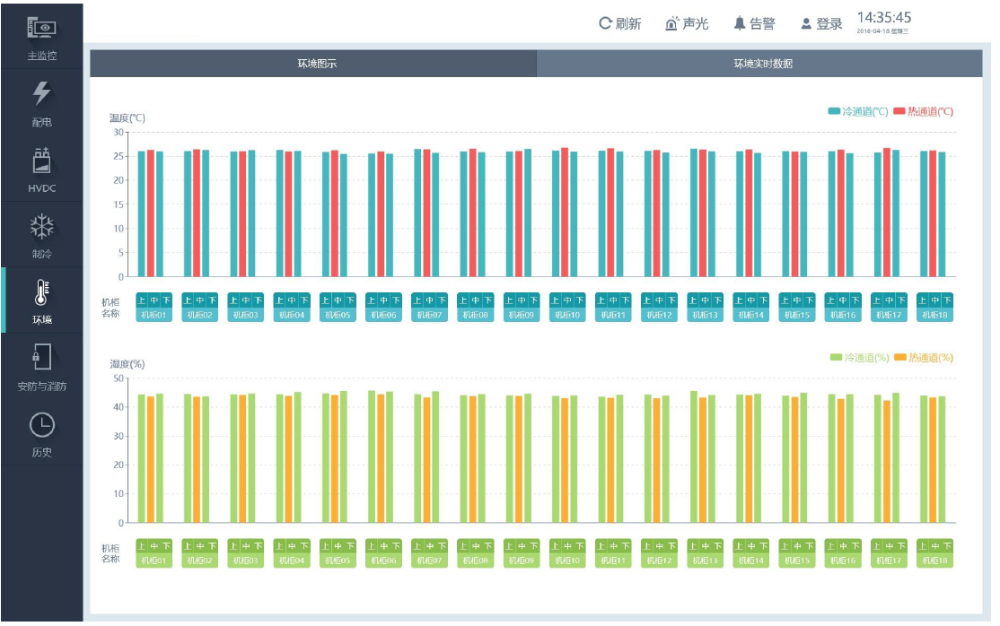 主监控
配电
HVDC
制冷
环境
安防与消防
历史
刷新 声光 告警 登录 14:35:45
2018-04-18 星期三
环境图示 环境实时数据
温度(℃) 冷通道(℃) 热通道(℃)
30
25
20
15
10
5
0
机柜名称
上 中 下 上 中 下 上 中 下 上 中 下 上 中 下 上 中 下 上 中 下 上 中 下 上 中 下 上 中 下 上 中 下 上 中 下 上 中 下 上 中 下 上 中 下 上 中 下 上 中 下 上 中 下
机柜01 机柜02 机柜03 机柜04 机柜05 机柜06 机柜07 机柜08 机柜09 机柜10 机柜11 机柜12 机柜13 机柜14 机柜15 机柜16 机柜17 机柜18
湿度(%) 冷通道(%) 热通道(%)
50
40
30
20
10
0
机柜名称
上 中 下 上 中 下 上 中 下 上 中 下 上 中 下 上 中 下 上 中 下 上 中 下 上 中 下 上 中 下 上 中 下 上 中 下 上 中 下 上 中 下 上 中 下 上 中 下 上 中 下 上 中 下
机柜01 机柜02 机柜03 机柜04 机柜05 机柜06 机柜07 机柜08 机柜09 机柜10 机柜11 机柜12 机柜13 机柜14 机柜15 机柜16 机柜17 机柜18